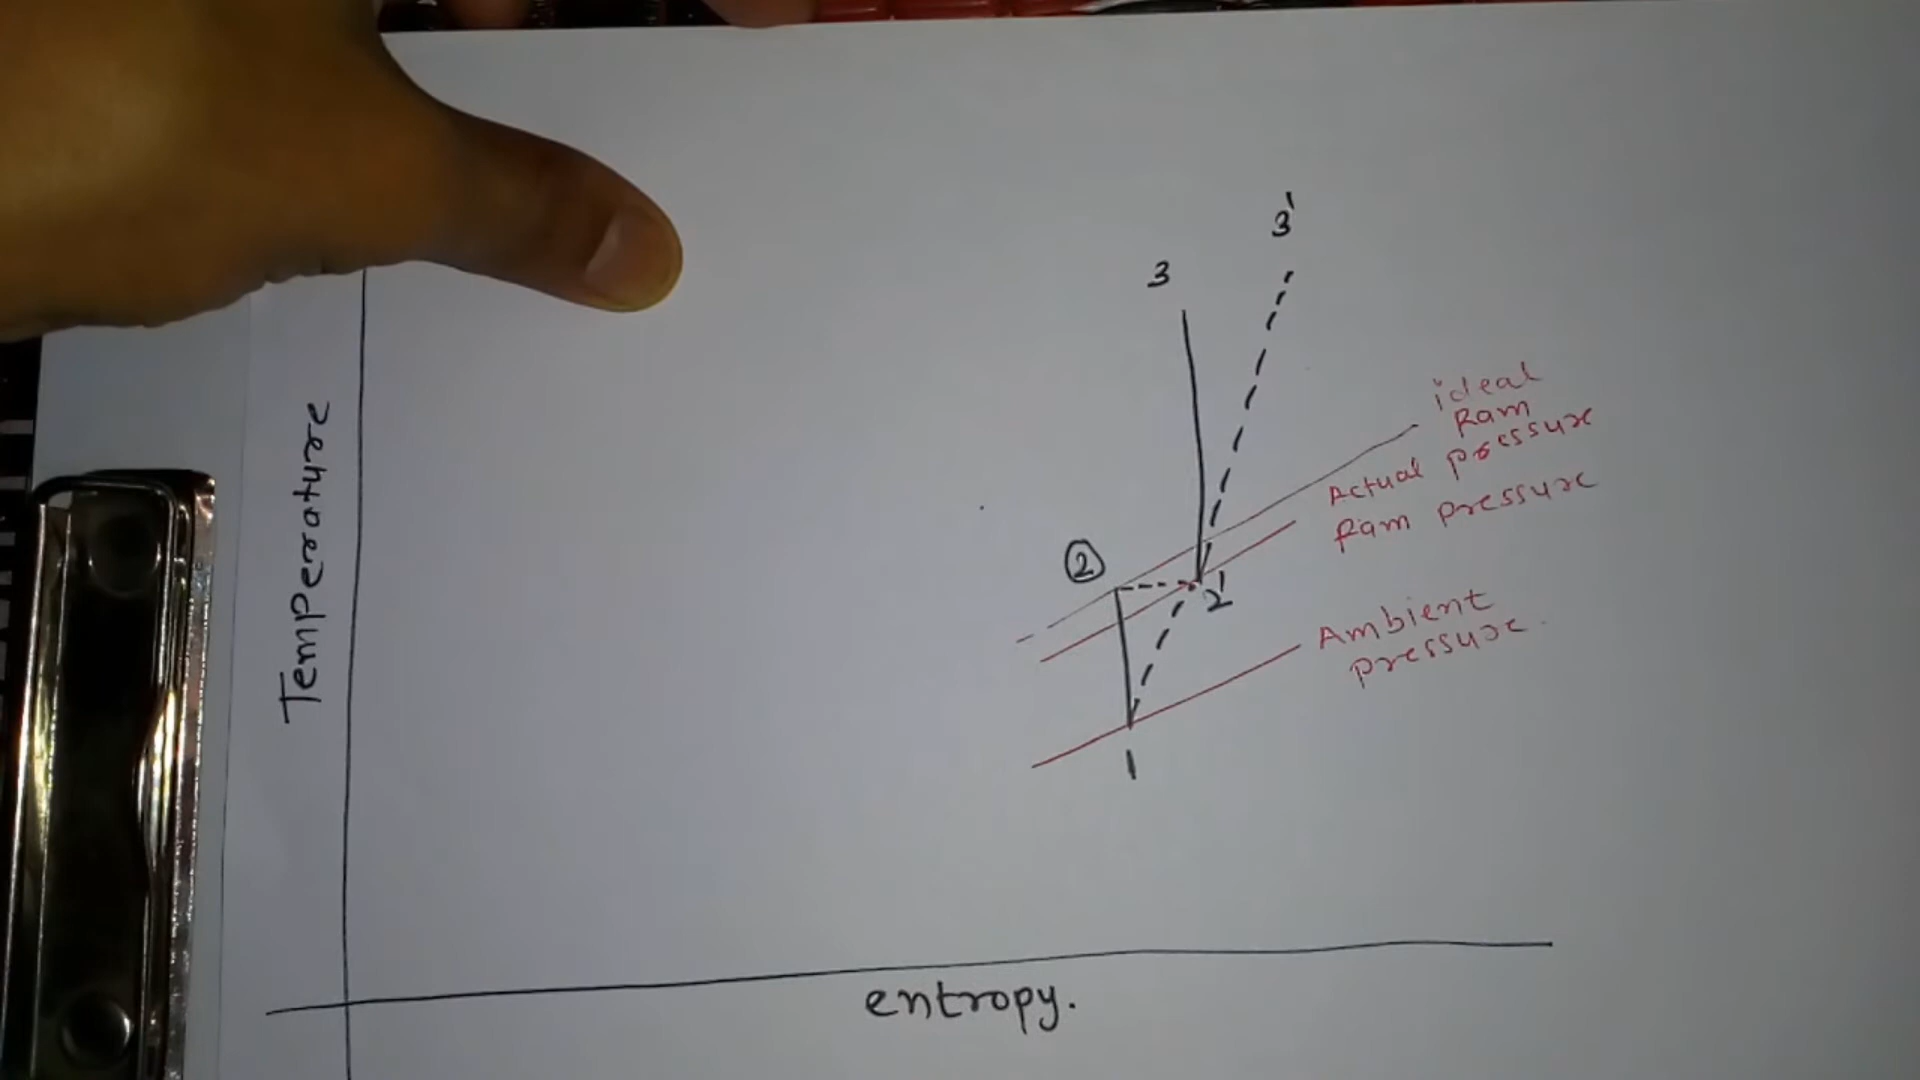 3'
3
ideal
Ram
pressure
Actual
Ram pressure
②
2'
Ambient
pressure.
1
Temperature
entropy.